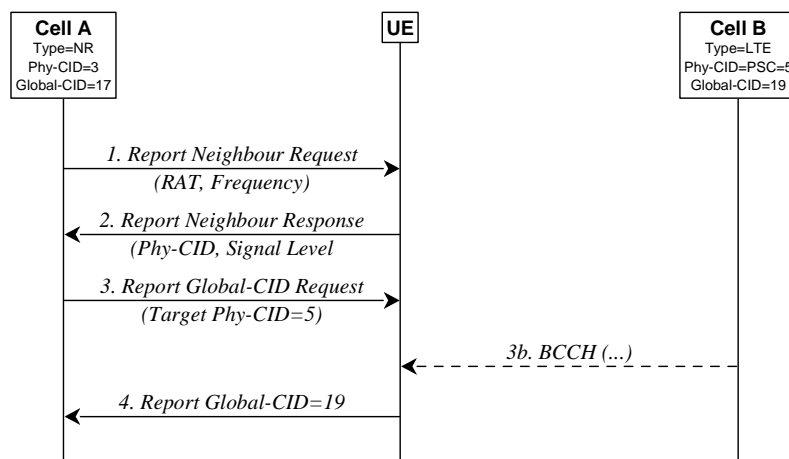 Cell A
Type=NR
Phy-CID=3
Global-CID=17
UE
Cell B
Type=LTE
Phy-CID=PSC=5
Global-CID=19
1. Report Neighbour Request
(RAT, Frequency)
2. Report Neighbour Response
(Phy-CID, Signal Level
3. Report Global-CID Request
(Target Phy-CID=5)
3b. BCCH (...)
4. Report Global-CID=19